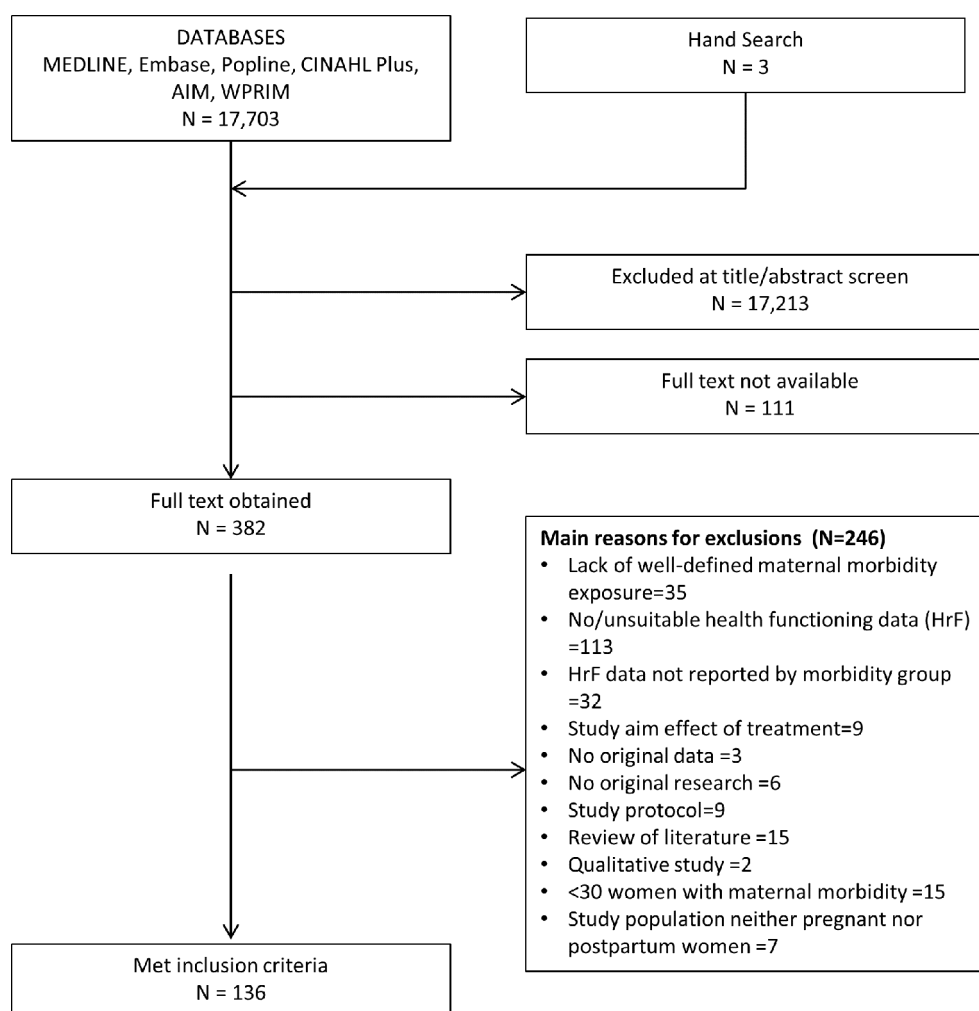 DATABASES
MEDLINE, Embase, Popline, CINAHL Plus,
AIM, WPRIM
N = 17,703
Hand Search
N = 3
Excluded at title/abstract screen
N = 17,213
Full text not available
N = 111
Full text obtained
N = 382
Main reasons for exclusions (N=246)
• Lack of well-defined maternal morbidity
exposure=35
• No/unsuitable health functioning data (HrF)
=113
• HrF data not reported by morbidity group
=32
• Study aim effect of treatment=9
• No original data =3
• No original research =6
• Study protocol=9
• Review of literature =15
• Qualitative study =2
• <30 women with maternal morbidity =15
• Study population neither pregnant nor
postpartum women =7
Met inclusion criteria
N = 136